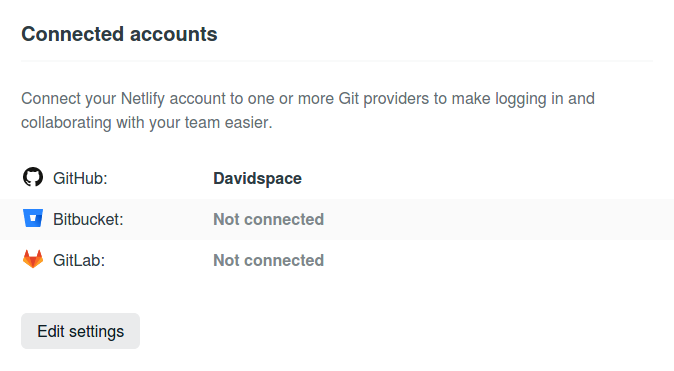 Connected accounts
Connect your Netlify account to one or more Git providers to make logging in and
collaborating with your team easier.
GitHub: Davidspace
Bitbucket: Not connected
GitLab: Not connected
Edit settings